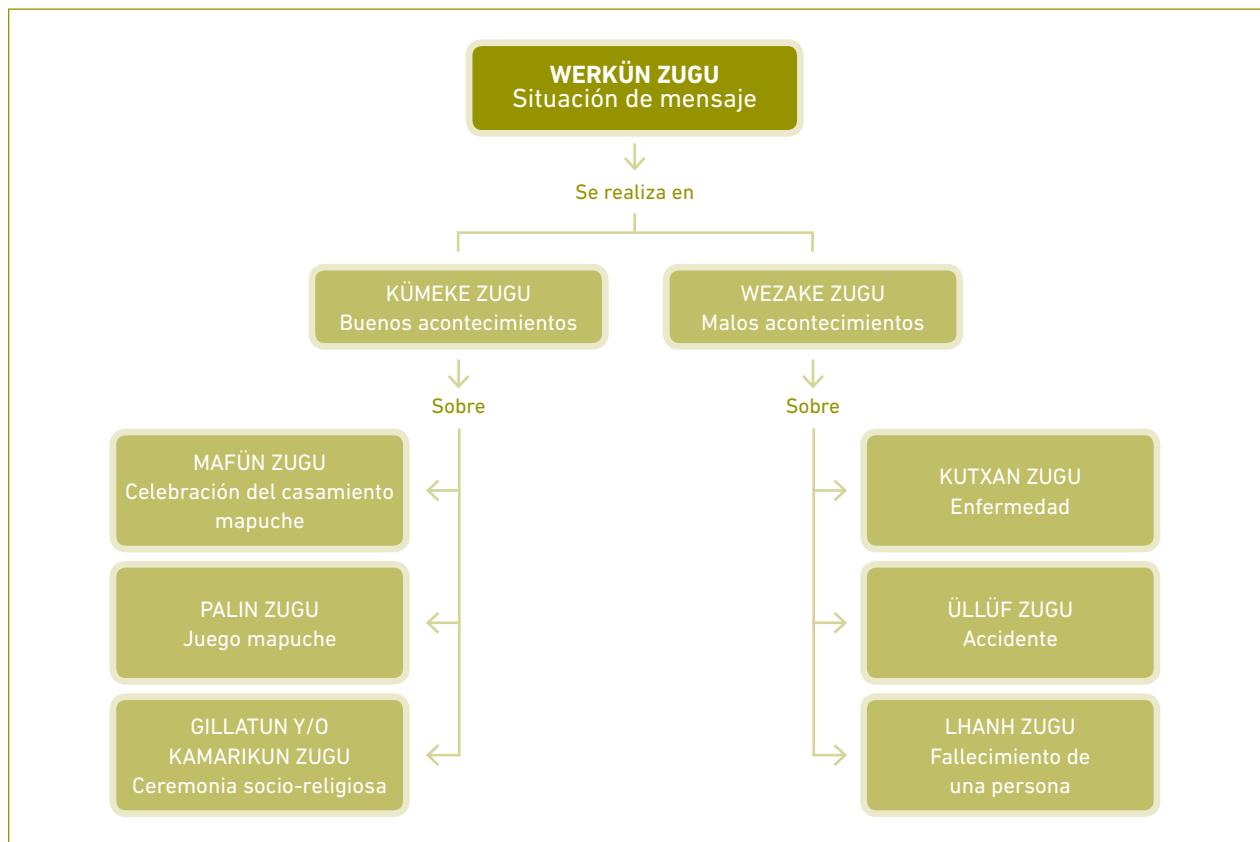 WERKÜN ZUGU
Situación de mensaje
Se realiza en
KÜMEKE ZUGU
Buenos acontecimientos
WEZAKE ZUGU
Malos acontecimientos
Sobre
Sobre
MAFÜN ZUGU
Celebración del casamiento
mapuche
PALIN ZUGU
Juego mapuche
GILLATUN Y/O
KAMARIKUN ZUGU
Ceremonia socio-religiosa
KUTXAN ZUGU
Enfermedad
ÜLLÜF ZUGU
Accidente
LHANH ZUGU
Fallecimiento de
una persona